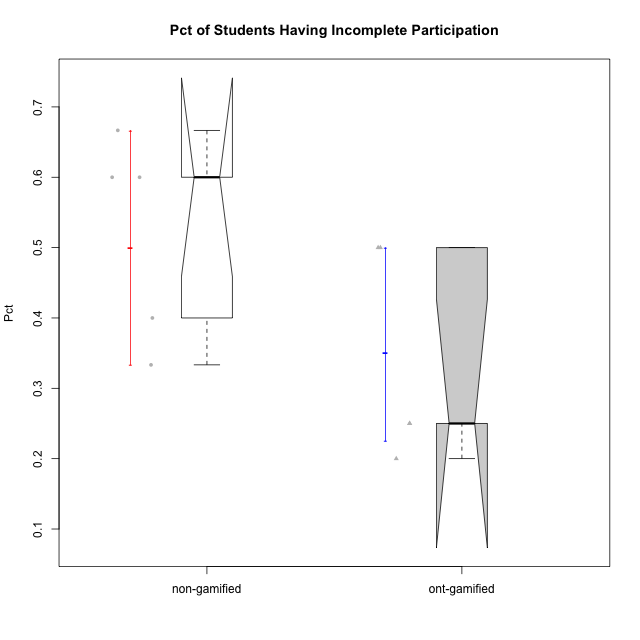 Pct of Students Having Incomplete Participation
Pct
0.7
0.6
0.5
0.4
0.3
0.2
0.1
non-gamified
ont-gamified